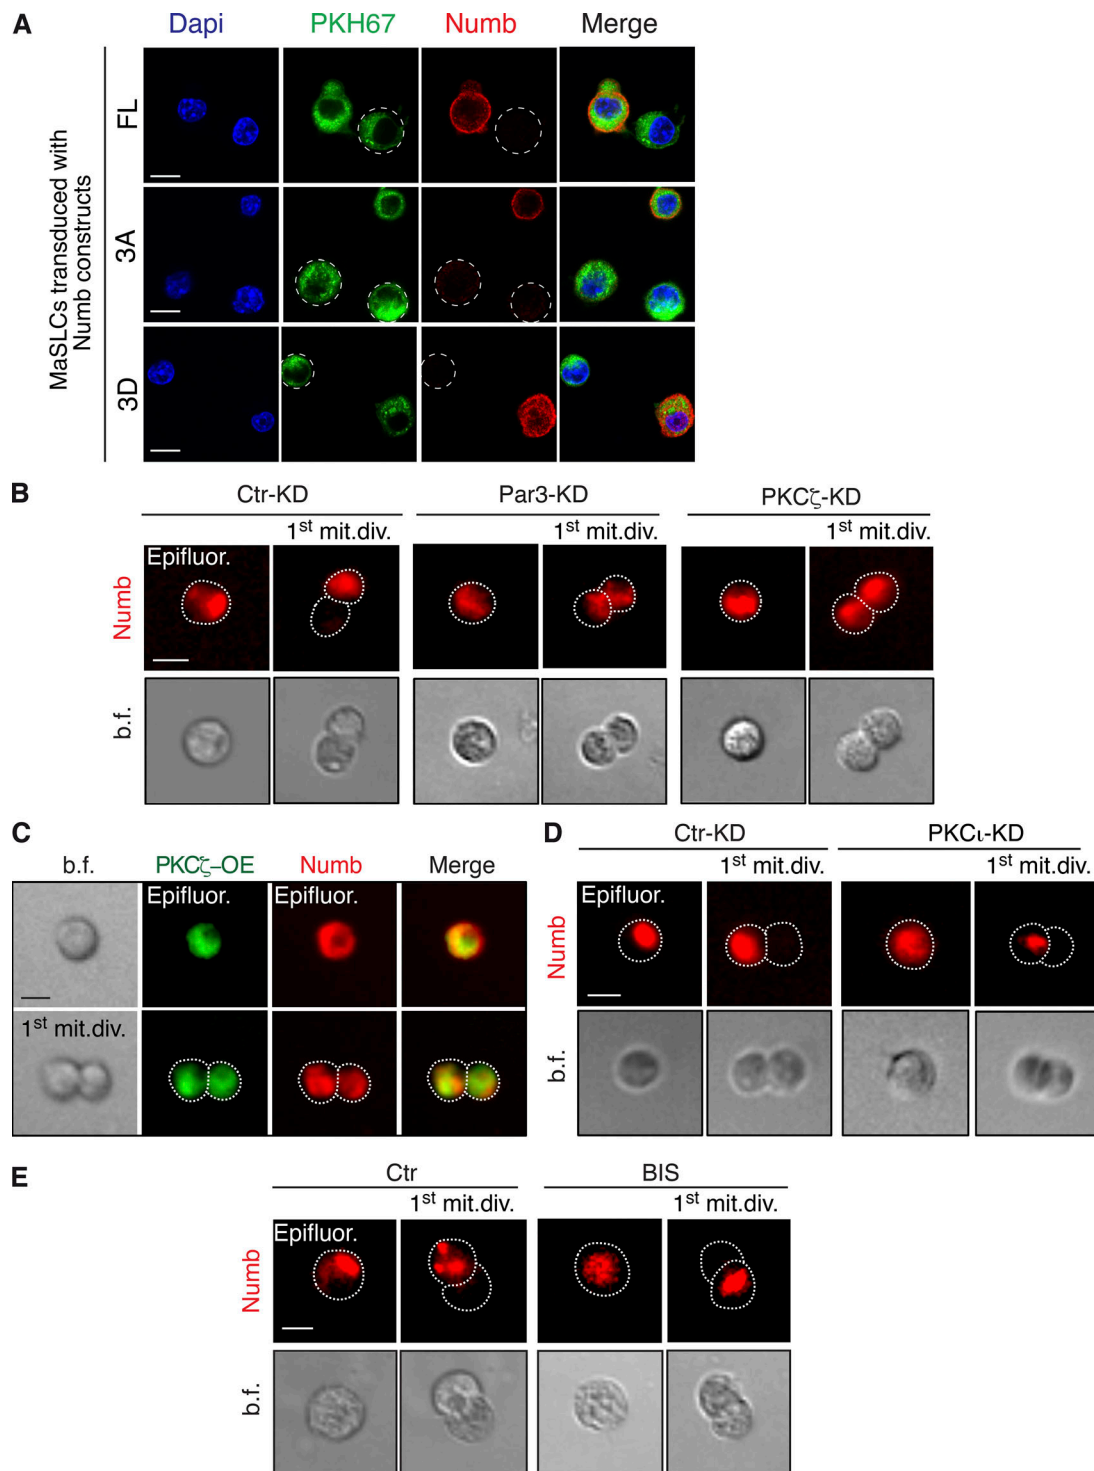 A
Dapi PKH67 Numb Merge
MaSLCs transduced with
Numb constructs
FL
3A
3D
B
Ctr-KD Par3-KD PKCζ-KD
1st mit.div. 1st mit.div. 1st mit.div.
Epifluor.
Numb
b.f.
C
b.f. PKCζ–OE Numb Merge
Epifluor. Epifluor.
1st mit.div.
D
Ctr-KD PKCι-KD
1st mit.div. 1st mit.div.
Epifluor.
Numb
b.f.
E
Ctr BIS
1st mit.div. 1st mit.div.
Epifluor.
Numb
b.f.